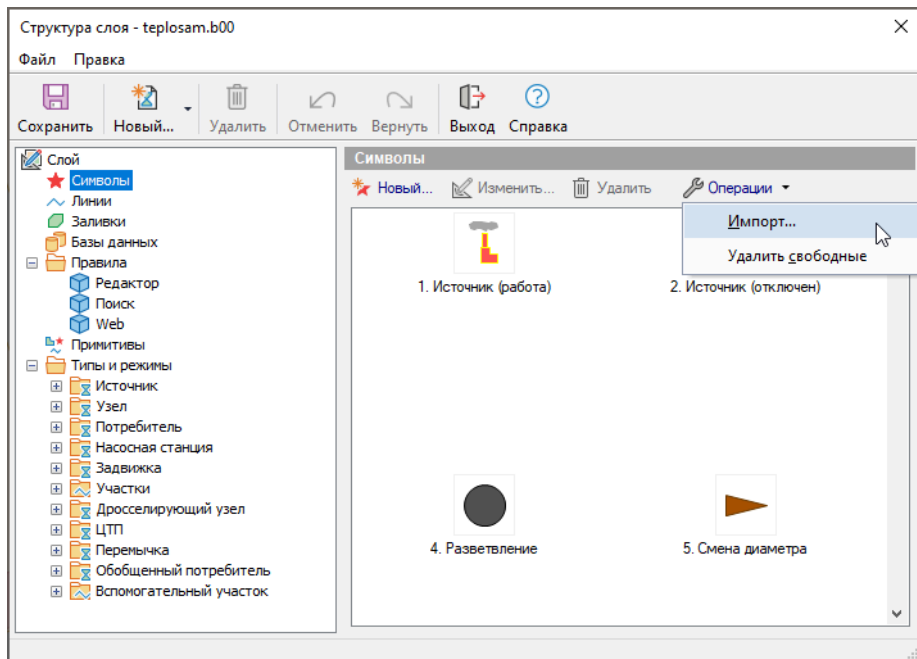 Структура слоя - teplosam.b00
Файл Правка
Сохранить Новый... Удалить Отменить Вернуть Выход Справка
Слой
Символы
Линии
Заливки
Базы данных
Правила
Редактор
Поиск
Web
Примитивы
Типы и режимы
Источник
Узел
Потребитель
Насосная станция
Задвижка
Участки
Дросселирующий узел
ЦТП
Перемычка
Обобщенный потребитель
Вспомогательный участок
Символы
Новый... Изменить... Удалить Операции
Импорт...
Удалить свободные
1. Источник (работа) 2. Источник (отключен)
4. Разветвление 5. Смена диаметра